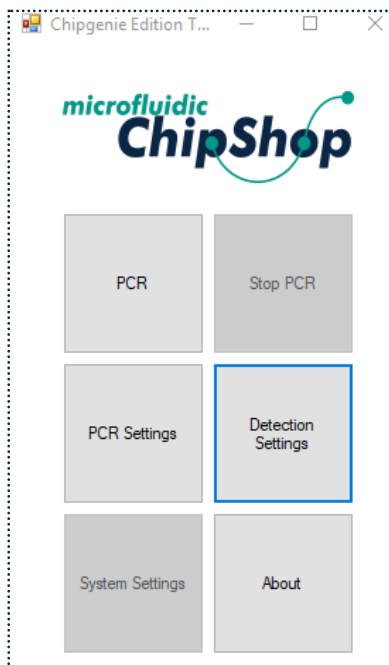 Chipgenie Edition T...
microfluidic
ChipShop
PCR
Stop PCR
PCR Settings
Detection
Settings
System Settings
About